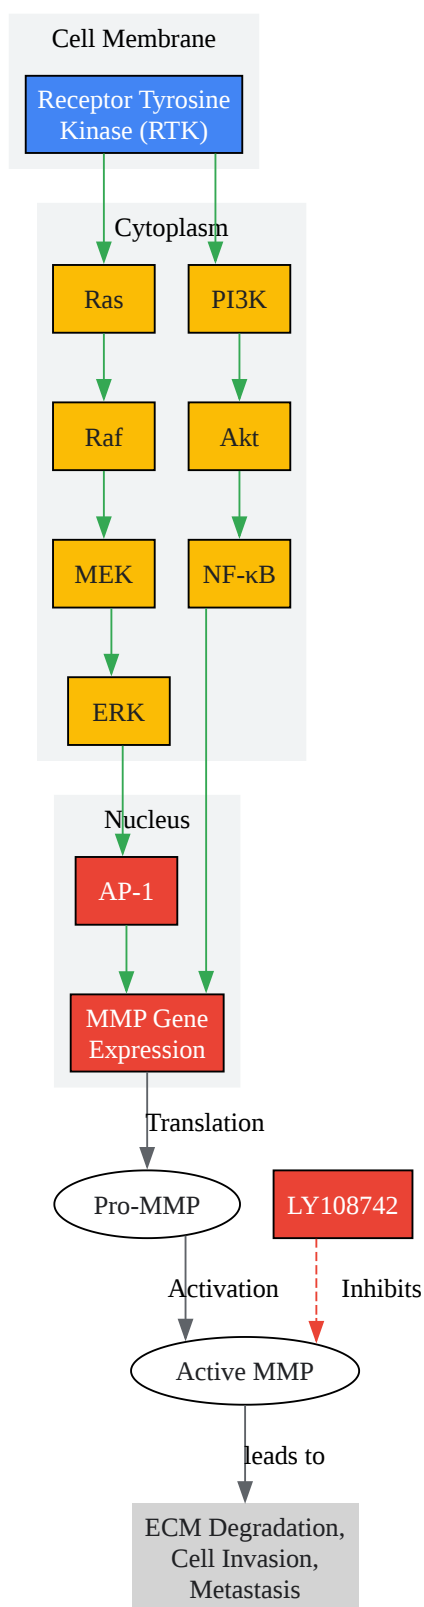 Cell Membrane
Receptor Tyrosine
Kinase (RTK)
Cytoplasm
Ras
PI3K
Raf
Akt
MEK
NF-κB
ERK
Nucleus
AP-1
MMP Gene
Expression
Translation
Pro-MMP
LY108742
Activation
Inhibits
Active MMP
leads to
ECM Degradation,
Cell Invasion,
Metastasis